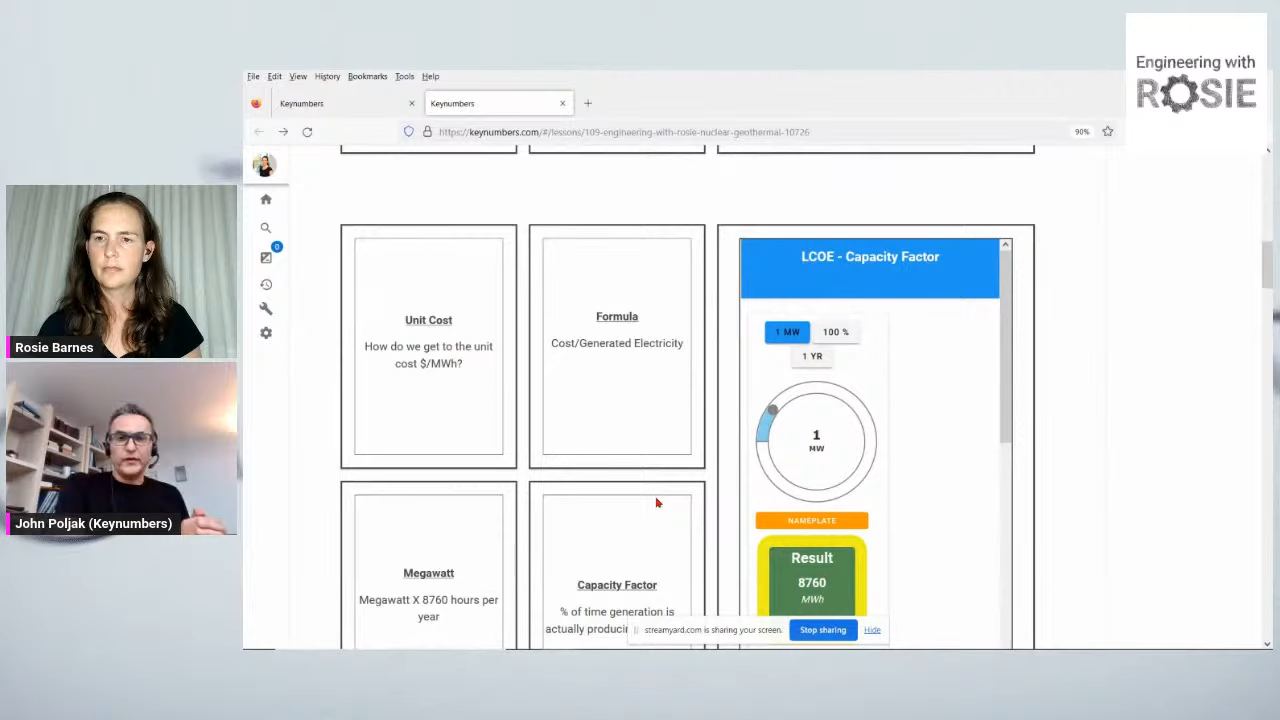 Engineering with
ROSIE
File Edit View History Bookmarks Tools Help
Keynumbers
Keynumbers
https://keynumbers.com/#/lessons/109-engineering-with-rosie-nuclear-geothermal-10726
90%
0
Unit Cost
How do we get to the unit
cost $/MWh?
Formula
Cost/Generated Electricity
LCOE - Capacity Factor
1 MW
100 %
1 YR
1
MW
NAMEPLATE
Result
8760
MWh
Megawatt
Megawatt X 8760 hours per
year
Capacity Factor
% of time generation is
actually produci
streamyard.com is sharing your screen.
Stop sharing
Hide
Rosie Barnes
John Poljak (Keynumbers)